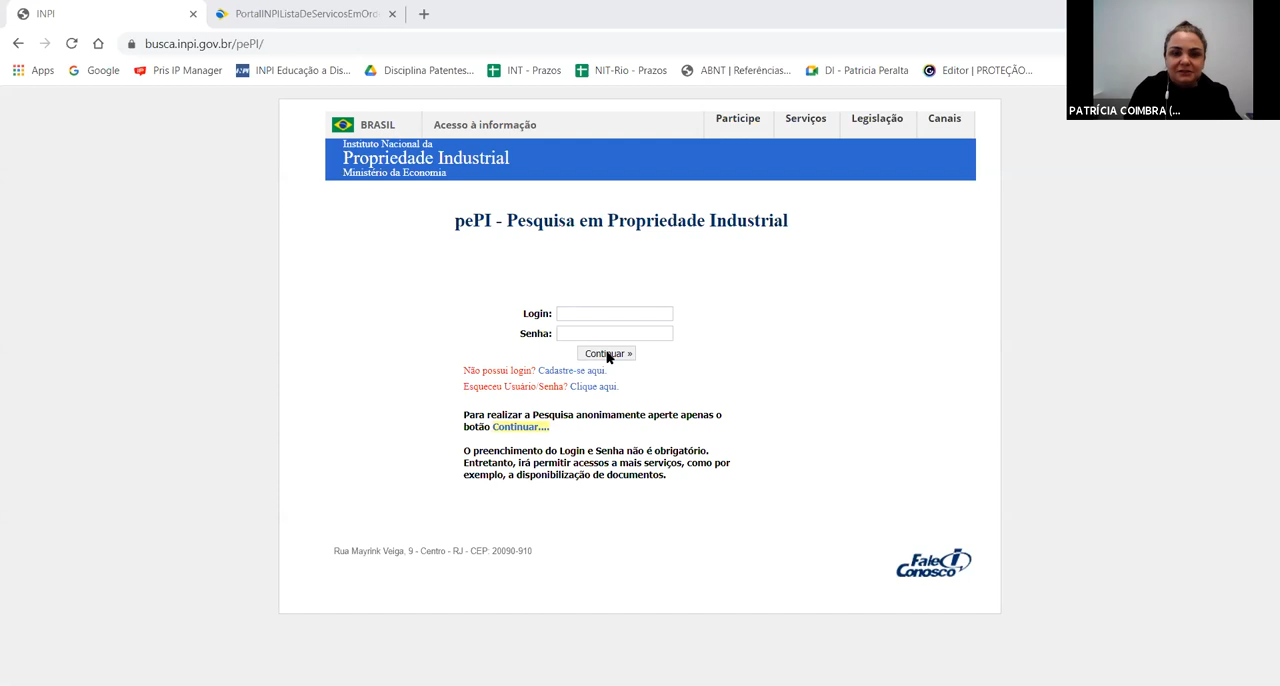 INPI
PortalINPIListaDeServicosEmOrd
busca.inpi.gov.br/pePI/
Apps
Google
Pris IP Manager
INPI Educação a Dis...
Disciplina Patentes...
INT - Prazos
NIT-Rio - Prazos
ABNT | Referências...
DI - Patricia Peralta
Editor | PROTEÇÃO...
PATRÍCIA COIMBRA (...
BRASIL
Acesso à informação
Participe
Serviços
Legislação
Canais
Instituto Nacional da
Propriedade Industrial
Ministério da Economia
pePI - Pesquisa em Propriedade Industrial
Login:
Senha:
Continuar »
Não possui login? Cadastre-se aqui.
Esqueceu Usuário/Senha? Clique aqui.
Para realizar a Pesquisa anonimamente aperte apenas o
botão Continuar....
O preenchimento do Login e Senha não é obrigatório.
Entretanto, irá permitir acessos a mais serviços, como por
exemplo, a disponibilização de documentos.
Rua Mayrink Veiga, 9 - Centro - RJ - CEP: 20090-910
Fale
Conosco